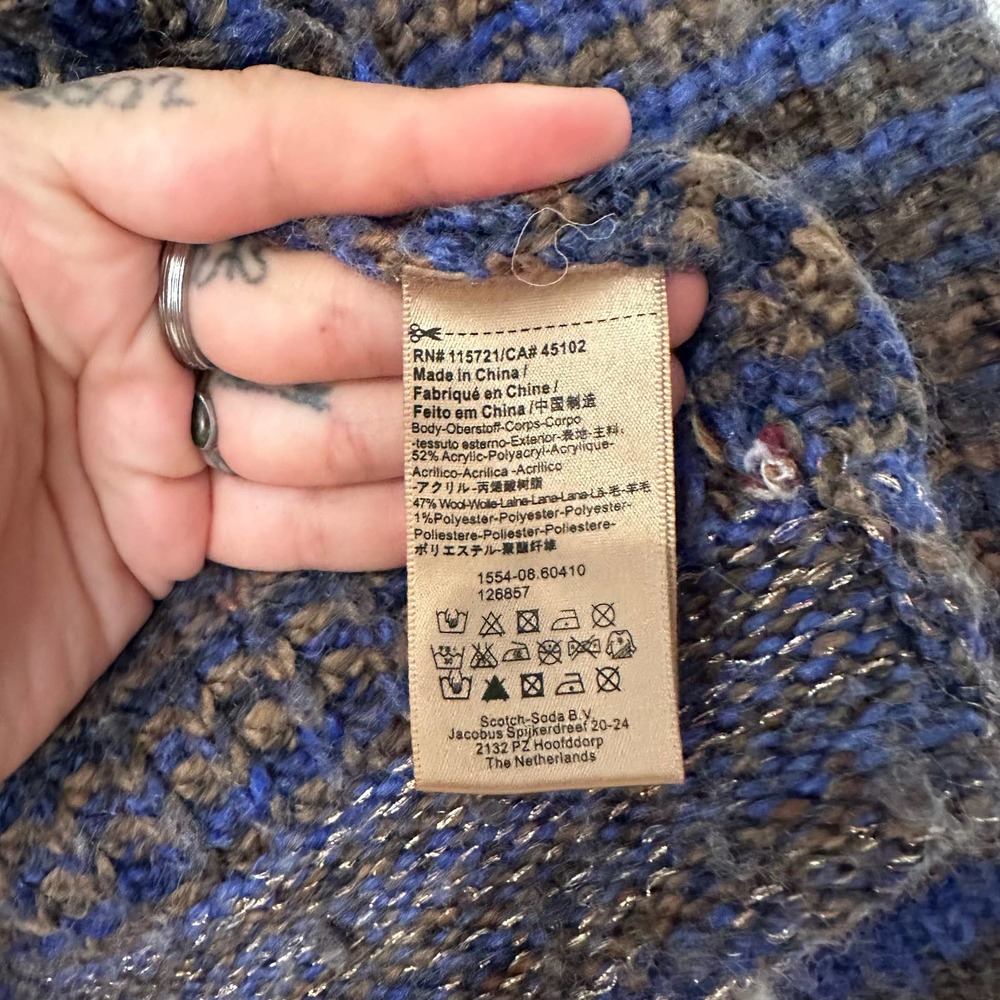 RN# 115721/CA# 45102
Made in China /
Fabriqué en Chine /
Feito em China /中国制造
Body-Oberstoff-Corps-Corpo
-tessuto esterno-Exterior-表地-主料:
52% Acrylic-Polyacryl-Acrylique-
Acrilico-Acrilica -Acrilico
-アクリル-丙烯酸树脂
47% Wool-Wolle-Laine-Lana-Lana-Lã-毛-羊毛
1%Polyester-Polyester-Polyester-
Poliestere-Poliester-Poliestere-
ポリエステル-聚酯纤维
1554-08.60410
126857
Scotch-Soda B.V.
Jacobus Spijkerdreef 20-24
2132 PZ Hoofddorp
The Netherlands